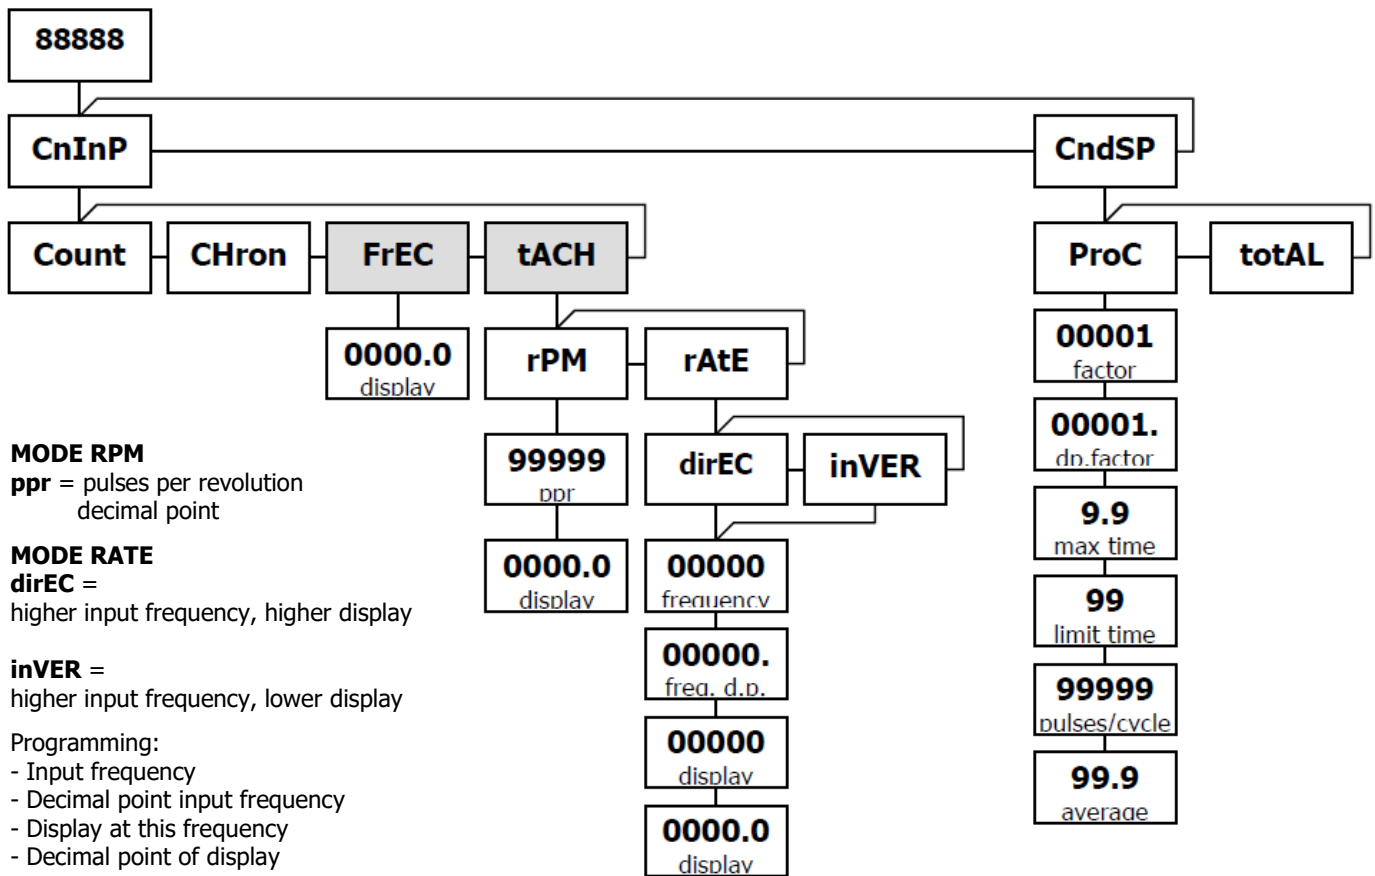 88888
CnInP
CndSP
Count
CHron
FrEC
tACH
ProC
totAL
0000.0
display
rPM
rAtE
00001
factor
99999
ppr
dirEC
inVER
00001.
dp.factor
0000.0
display
00000
frequency
9.9
max time
00000.
freq. d.p.
99
limit time
00000
display
99999
pulses/cycle
0000.0
display
99.9
average
MODE RPM
ppr = pulses per revolution
decimal point
MODE RATE
dirEC =
higher input frequency, higher display
inVER =
higher input frequency, lower display
Programming:
- Input frequency
- Decimal point input frequency
- Display at this frequency
- Decimal point of display